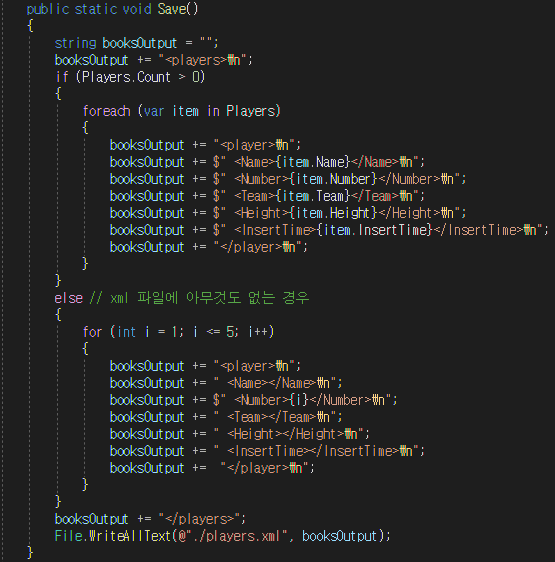 public static void Save()
{
    string booksOutput = "";
    booksOutput += "<players>₩n";
    if (Players.Count > 0)
    {
        foreach (var item in Players)
        {
            booksOutput += "<player>₩n";
            booksOutput += $" <Name>{item.Name}</Name>₩n";
            booksOutput += $" <Number>{item.Number}</Number>₩n";
            booksOutput += $" <Team>{item.Team}</Team>₩n";
            booksOutput += $" <Height>{item.Height}</Height>₩n";
            booksOutput += $" <InsertTime>{item.InsertTime}</InsertTime>₩n";
            booksOutput += "</player>₩n";
        }
    }
    else // xml 파일에 아무것도 없는 경우
    {
        for (int i = 1; i <= 5; i++)
        {
            booksOutput += "<player>₩n";
            booksOutput += " <Name></Name>₩n";
            booksOutput += $" <Number>{i}</Number>₩n";
            booksOutput += " <Team></Team>₩n";
            booksOutput += " <Height></Height>₩n";
            booksOutput += " <InsertTime></InsertTime>₩n";
            booksOutput +=  "</player>₩n";
        }
    }
    booksOutput += "</players>";
    File.WriteAllText(@"./players.xml", booksOutput);
}